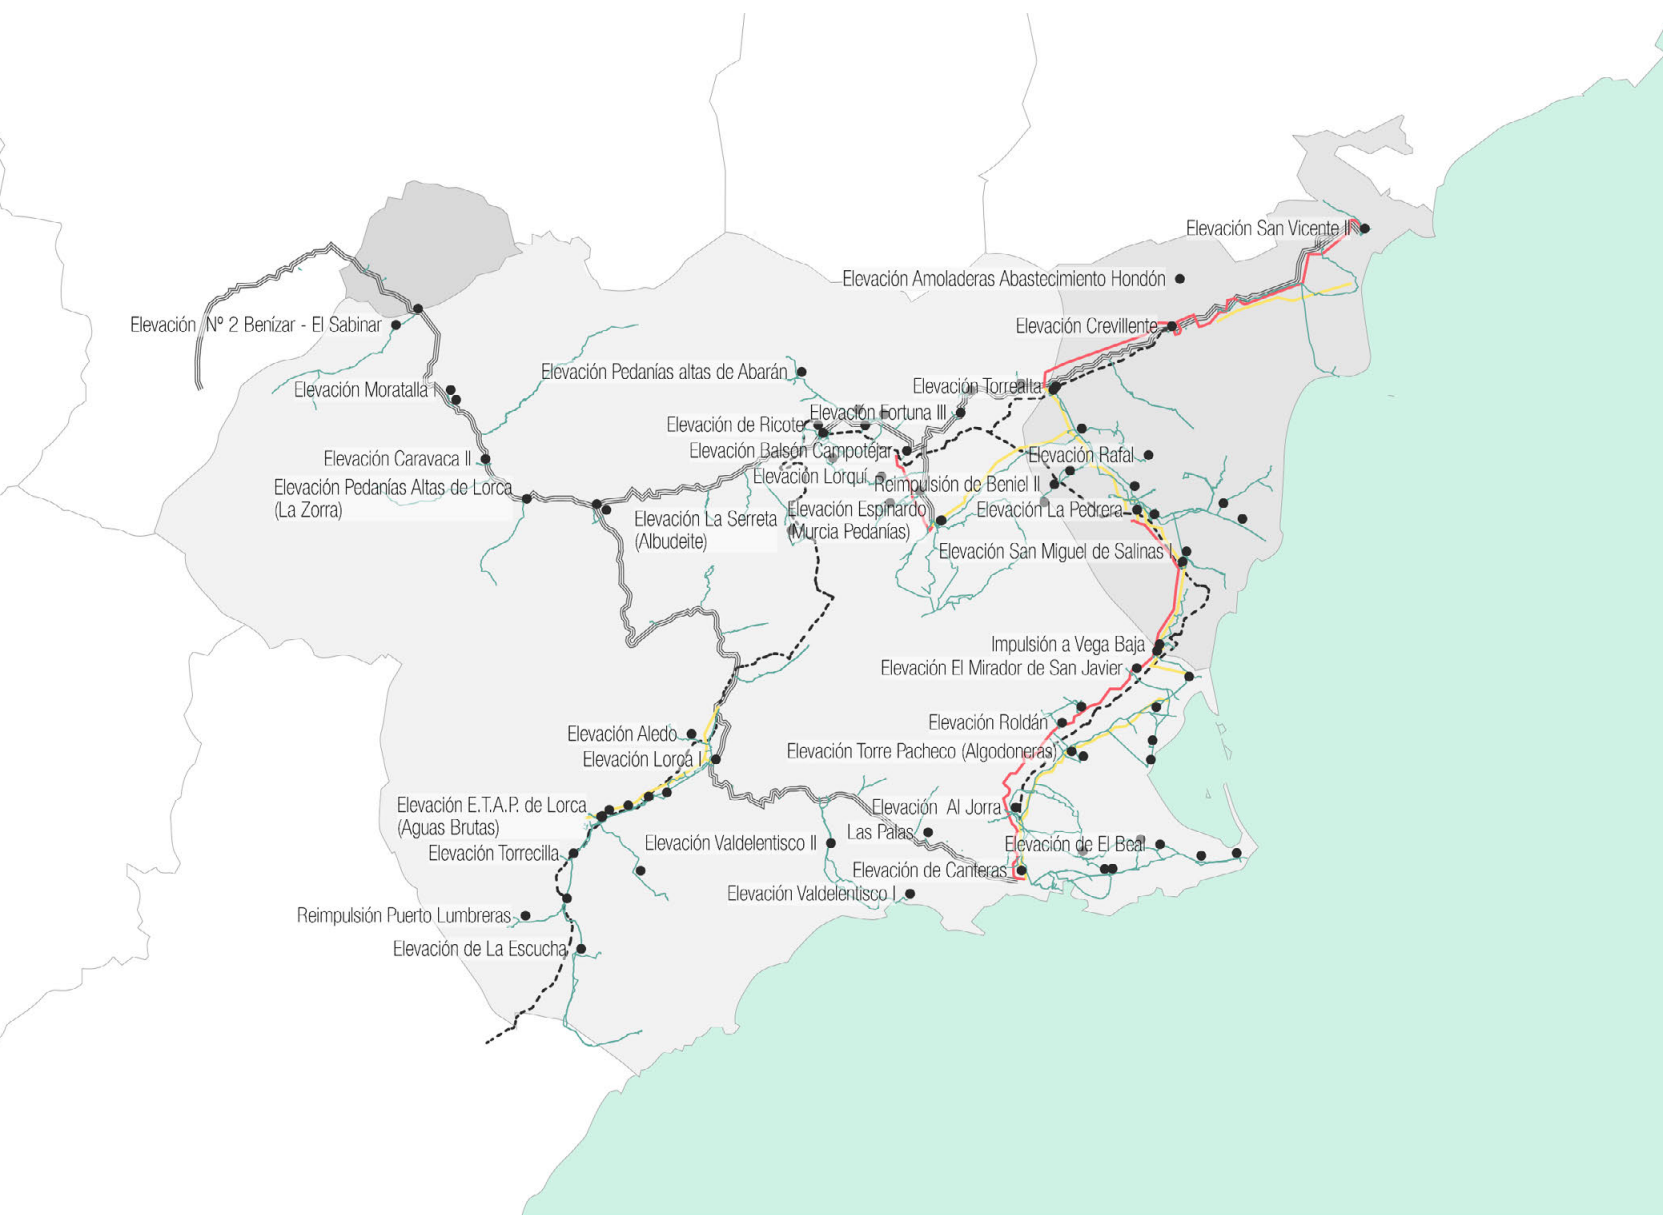 Elevación San Vicente II
Elevación Amoladeras Abastecimiento Hondón
Elevación Nº 2 Benízar - El Sabinar
Elevación Crevillente
Elevación Pedanías altas de Abarán
Elevación Moratalla I
Elevación Torrealta
Elevación Fortuna III
Elevación de Ricote
Elevación Balsón Campotéjar
Elevación Rafal
Elevación Caravaca II
Elevación Lorquí
Reimpulsión de Beniel II
Elevación Pedanías Altas de Lorca
(La Zorra)
Elevación La Serreta
(Albudeite)
Elevación Espinardo
(Murcia Pedanías)
Elevación La Pedrera
Elevación San Miguel de Salinas I
Impulsión a Vega Baja
Elevación El Mirador de San Javier
Elevación Roldán
Elevación Aledo
Elevación Torre Pacheco (Algodoneras)
Elevación Lorca I
Elevación E.T.A.P. de Lorca
(Aguas Brutas)
Elevación Al Jorra
Las Palas
Elevación Valdelentisco II
Elevación de El Beal
Elevación Torrecilla
Elevación de Canteras
Elevación Valdelentisco I
Reimpulsión Puerto Lumbreras
Elevación de La Escucha